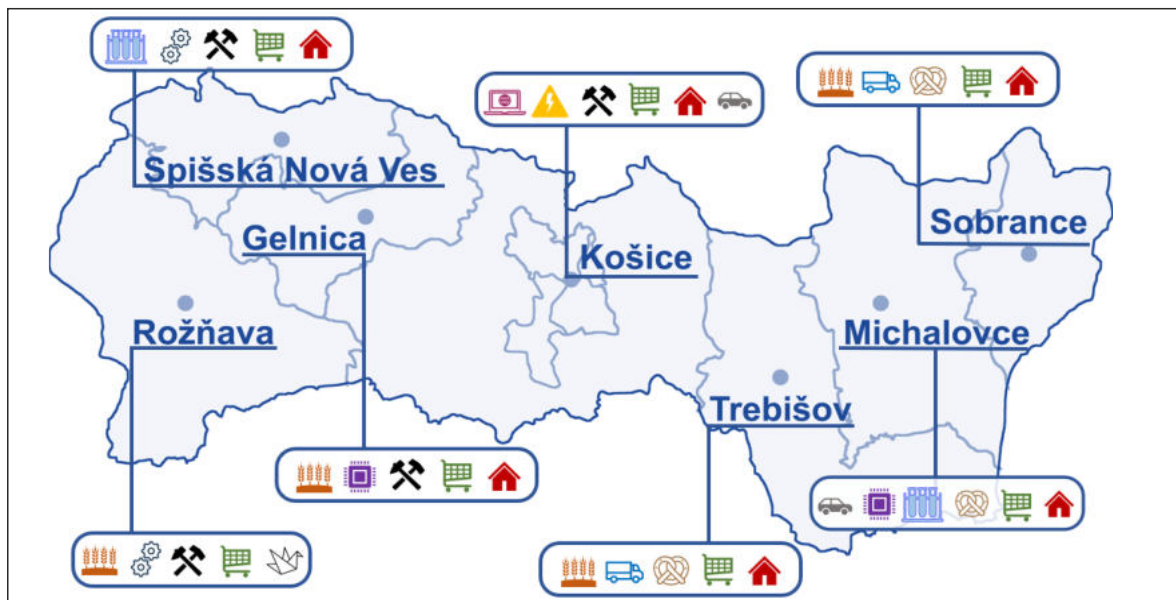 Spišská Nová Ves
Gelnica
Rožňava
Košice
Sobrance
Michalovce
Trebišov